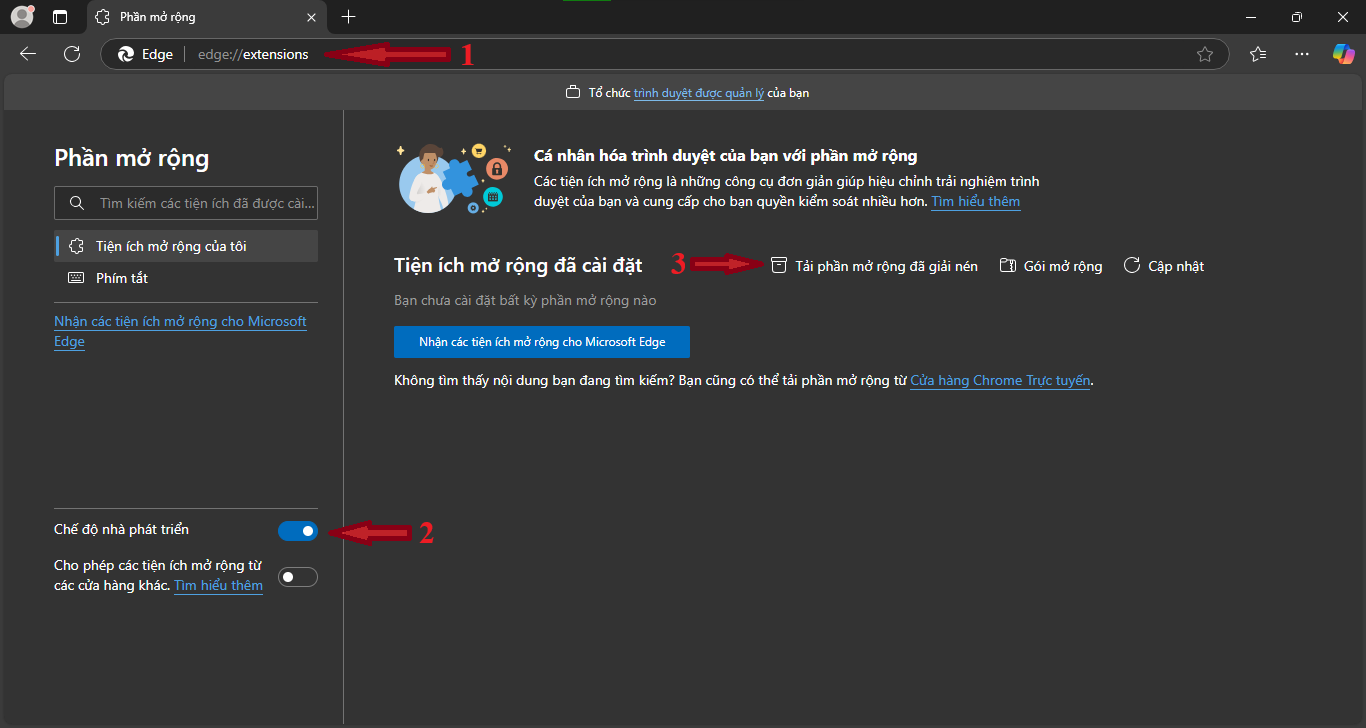 Phần mở rộng
Edge
edge://extensions
1
Tổ chức trình duyệt được quản lý của bạn
Phần mở rộng
Tìm kiếm các tiện ích đã được cài...
Tiện ích mở rộng của tôi
Phím tắt
Nhận các tiện ích mở rộng cho Microsoft
Edge
Chế độ nhà phát triển
2
Cho phép các tiện ích mở rộng từ
các cửa hàng khác. Tìm hiểu thêm
Cá nhân hóa trình duyệt của bạn với phần mở rộng
Các tiện ích mở rộng là những công cụ đơn giản giúp hiệu chỉnh trải nghiệm trình
duyệt của bạn và cung cấp cho bạn quyền kiểm soát nhiều hơn. Tìm hiểu thêm
Tiện ích mở rộng đã cài đặt
3
Tải phần mở rộng đã giải nén
Gói mở rộng
Cập nhật
Bạn chưa cài đặt bất kỳ phần mở rộng nào
Nhận các tiện ích mở rộng cho Microsoft Edge
Không tìm thấy nội dung bạn đang tìm kiếm? Bạn cũng có thể tải phần mở rộng từ Cửa hàng Chrome Trực tuyến.